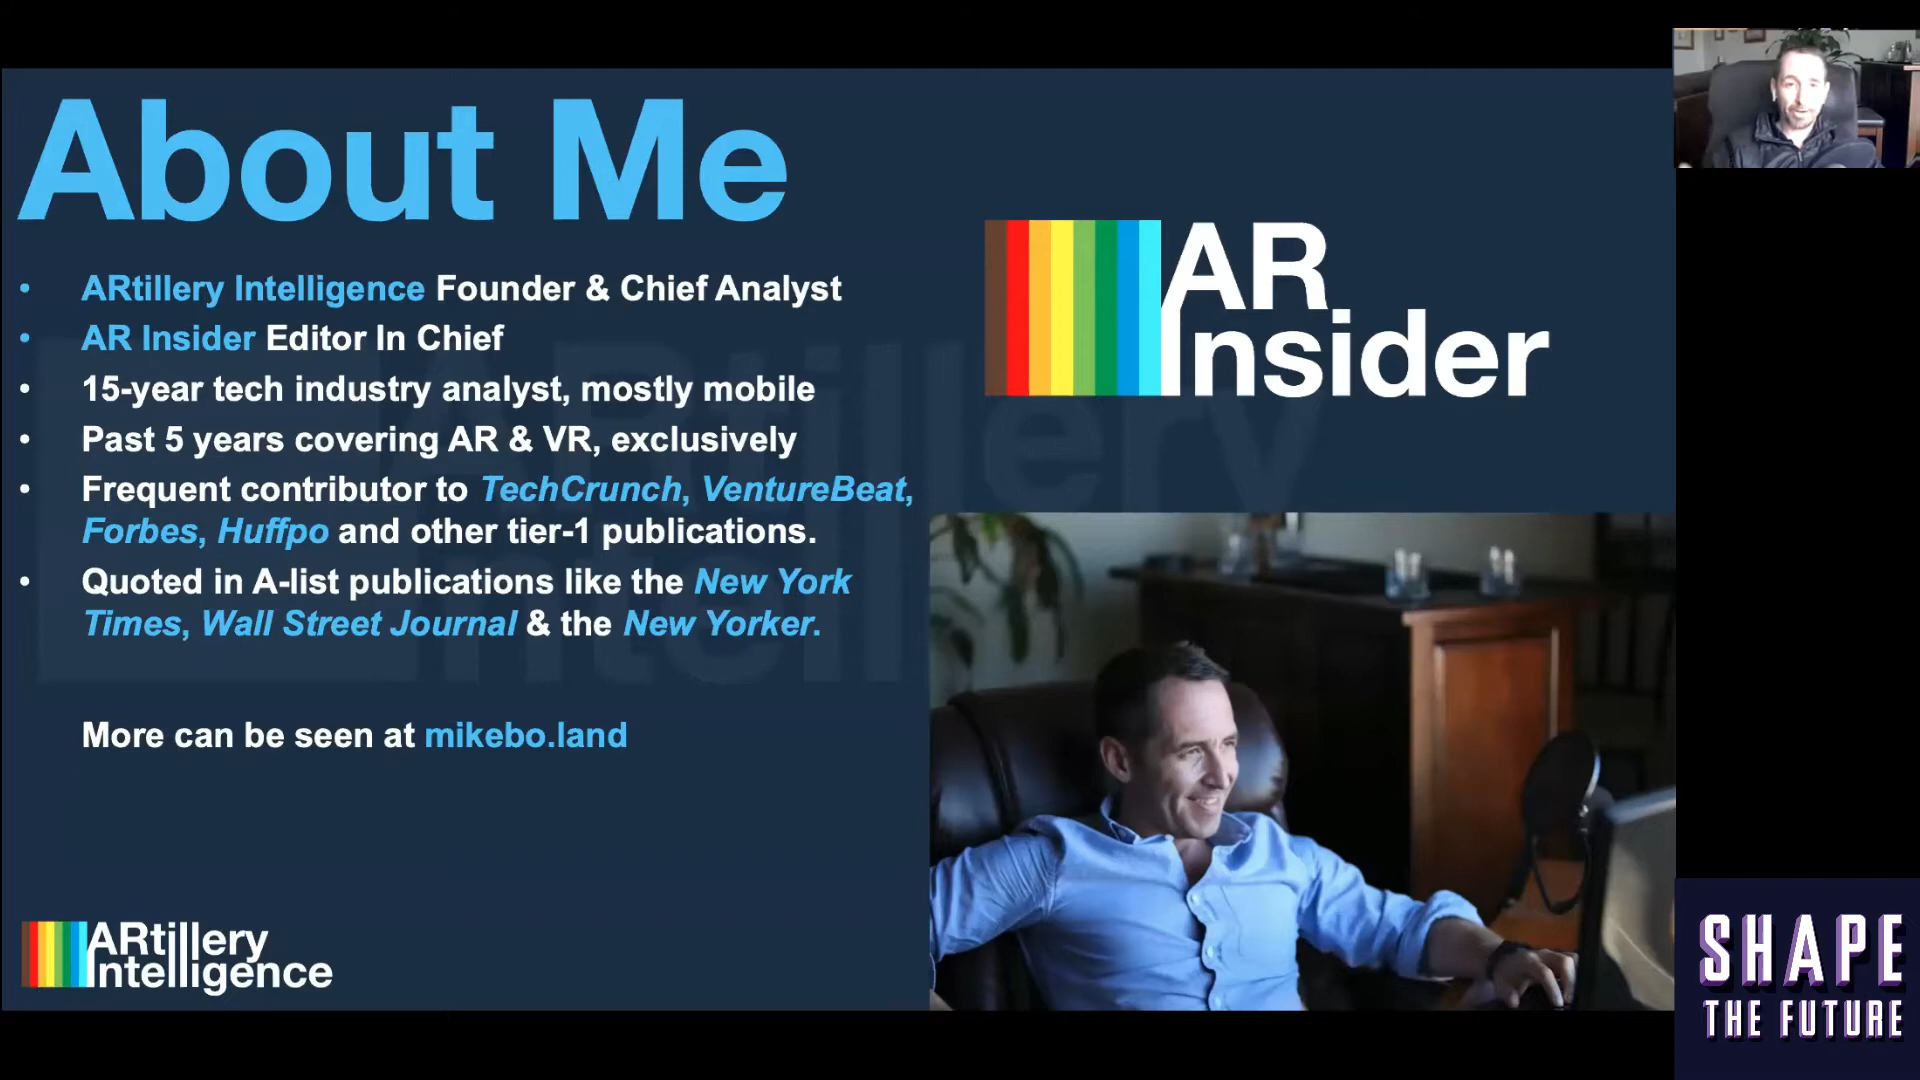 About Me
• ARtillery Intelligence Founder & Chief Analyst
• AR Insider Editor In Chief
• 15-year tech industry analyst, mostly mobile
• Past 5 years covering AR & VR, exclusively
• Frequent contributor to TechCrunch, VentureBeat,
Forbes, Huffpo and other tier-1 publications.
• Quoted in A-list publications like the New York
Times, Wall Street Journal & the New Yorker.
More can be seen at mikebo.land
ARtillery
Intelligence
AR
Insider
ARtillery
Intelligence
SHAPE
THE FUTURE